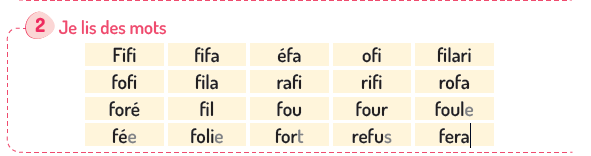 2 Je lis des mots
Fifi fifa éfa ofi filari
fofi fila rafi rifi rofa
foré fil fou four foule
fée folie fort refus fera